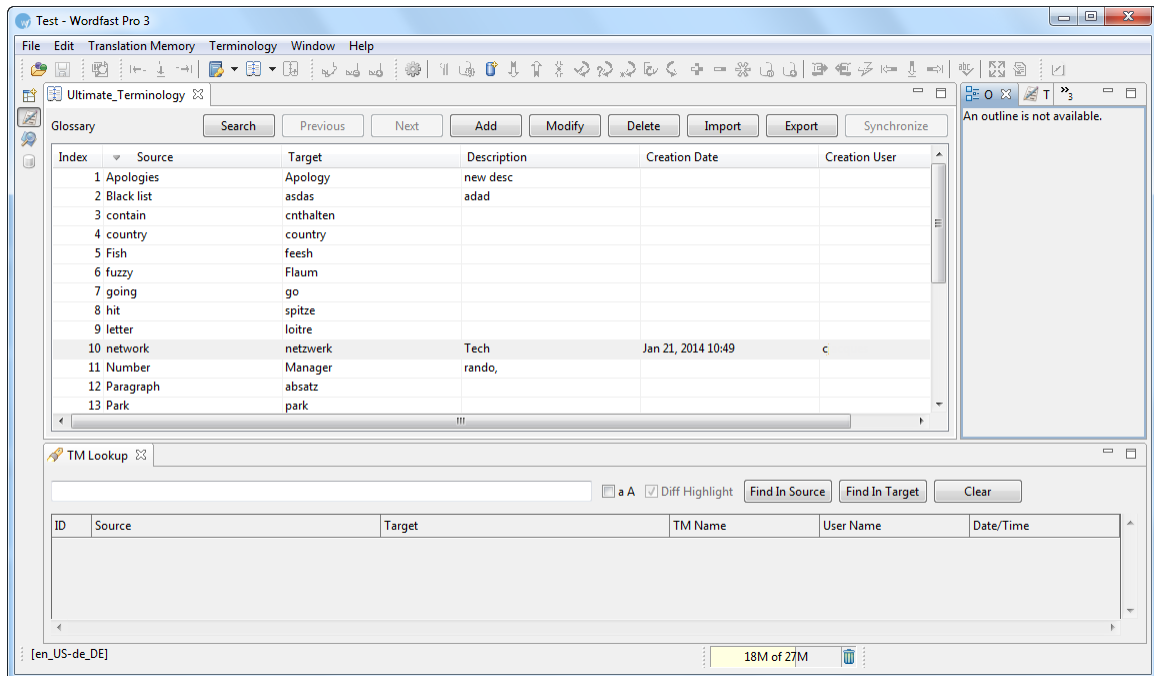 Test - Wordfast Pro 3
File Edit Translation Memory Terminology Window Help
Ultimate_Terminology
O T »3
Glossary Search Previous Next Add Modify Delete Import Export Synchronize
An outline is not available.
Index Source Target Description Creation Date Creation User
1 Apologies Apology new desc
2 Black list asdas adad
3 contain cnthalten
4 country country
5 Fish feesh
6 fuzzy Flaum
7 going go
8 hit spitze
9 letter loitre
10 network netzwerk Tech Jan 21, 2014 10:49 c
11 Number Manager rando,
12 Paragraph absatz
13 Park park
TM Lookup
a A Diff Highlight Find In Source Find In Target Clear
ID Source Target TM Name User Name Date/Time
[en_US-de_DE] 18M of 27M